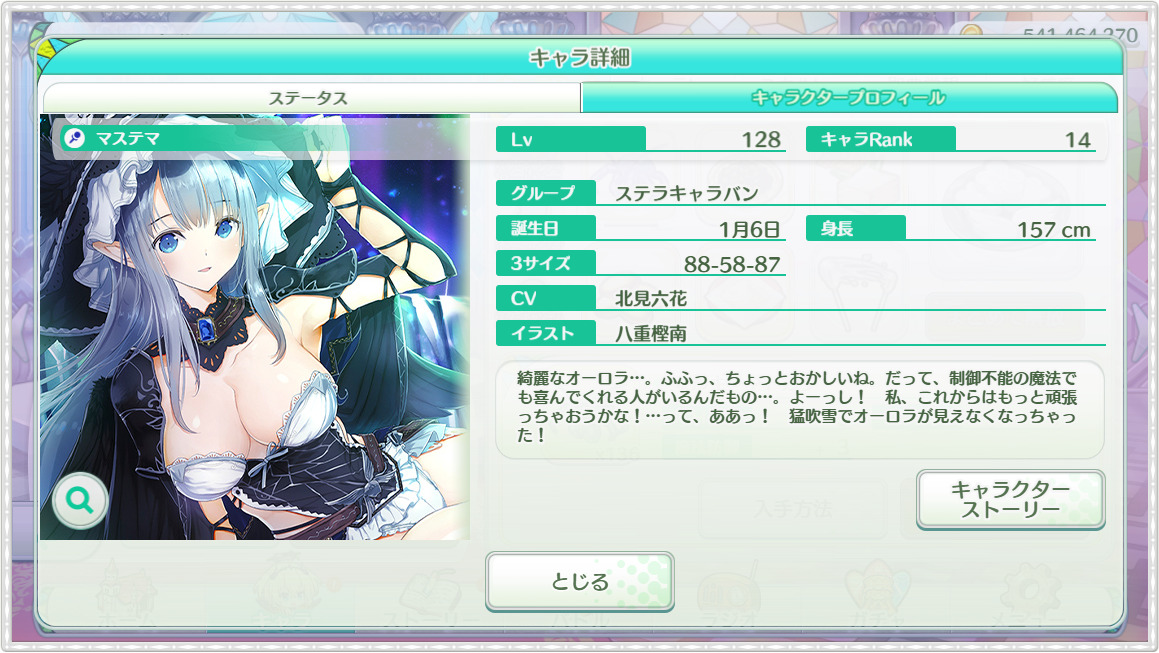 541,464,270
キャラ詳細
ステータス
キャラクタープロフィール
マステマ
Lv 128 キャラRank 14
グループ ステラキャラバン
誕生日 1月6日 身長 157 cm
3サイズ 88-58-87
CV 北見六花
イラスト 八重樫南
綺麗なオーロラ…。ふふっ、ちょっとおかしいね。だって、制御不能の魔法で
も喜んでくれる人がいるんだもの…。よーっし！　私、これからはもっと頑張
っちゃおうかな！…って、ああっ！　猛吹雪でオーロラが見えなくなっちゃっ
た！
入手方法
キャラクター
ストーリー
とじる